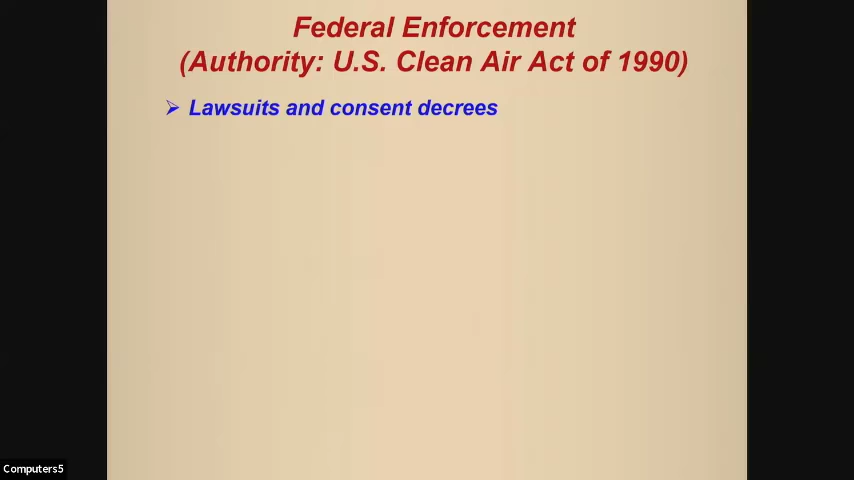 Federal Enforcement
(Authority: U.S. Clean Air Act of 1990)
➢ Lawsuits and consent decrees
Computers5